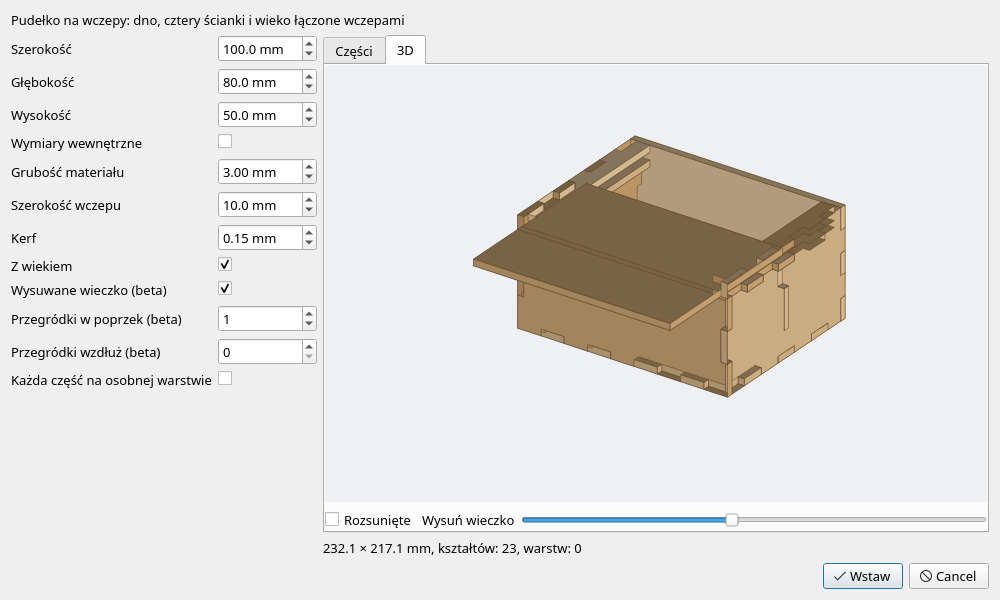 Pudełko na wczepy: dno, cztery ścianki i wieko łączone wczepami
Szerokość 100.0 mm
Głębokość 80.0 mm
Wysokość 50.0 mm
Wymiary wewnętrzne
Grubość materiału 3.00 mm
Szerokość wczepu 10.0 mm
Kerf 0.15 mm
Z wiekiem
Wysuwane wieczko (beta)
Przegródki w poprzek (beta) 1
Przegródki wzdłuż (beta) 0
Każda część na osobnej warstwie
Części 3D
Rozsunięte Wysuń wieczko
232.1 × 217.1 mm, kształtów: 23, warstw: 0
Wstaw Cancel